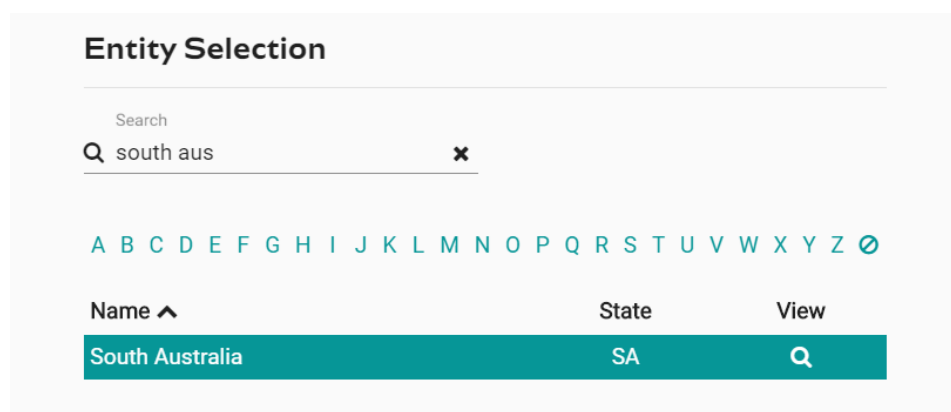 Entity Selection
Search
south aus
A B C D E F G H I J K L M N O P Q R S T U V W X Y Z
Name State View
South Australia SA